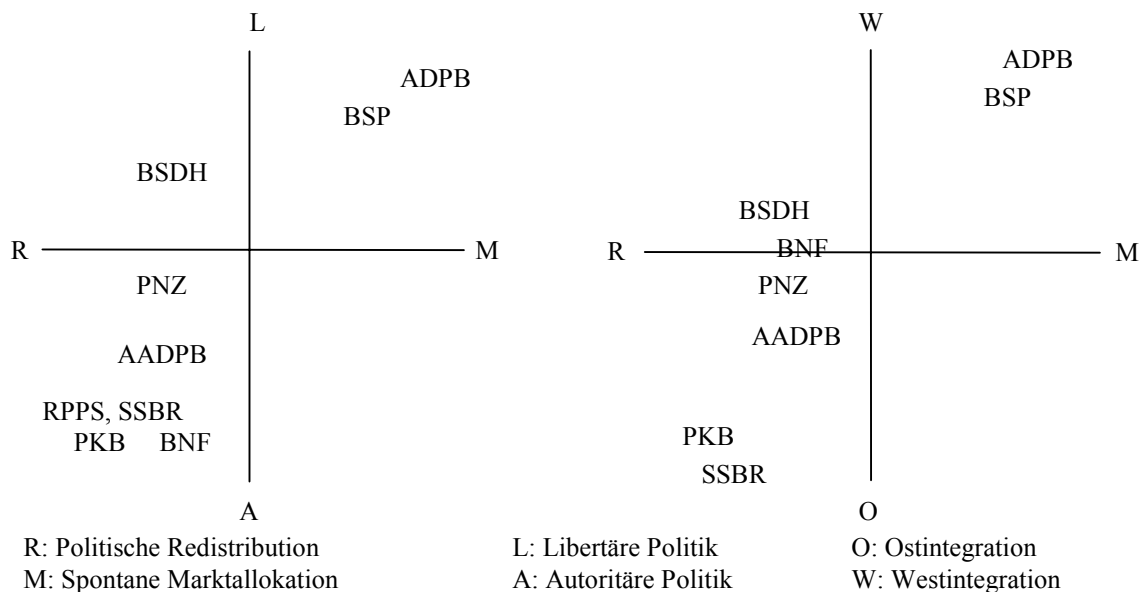 L
ADPB
BSP
BSDH
R
M
PNZ
AADPB
RPPS, SSBR
PKB
BNF
A
W
ADPB
BSP
BSDH
BNF
R
M
PNZ
AADPB
PKB
SSBR
O
R: Politische Redistribution
L: Libertäre Politik
O: Ostintegration
M: Spontane Marktallokation
A: Autoritäre Politik
W: Westintegration